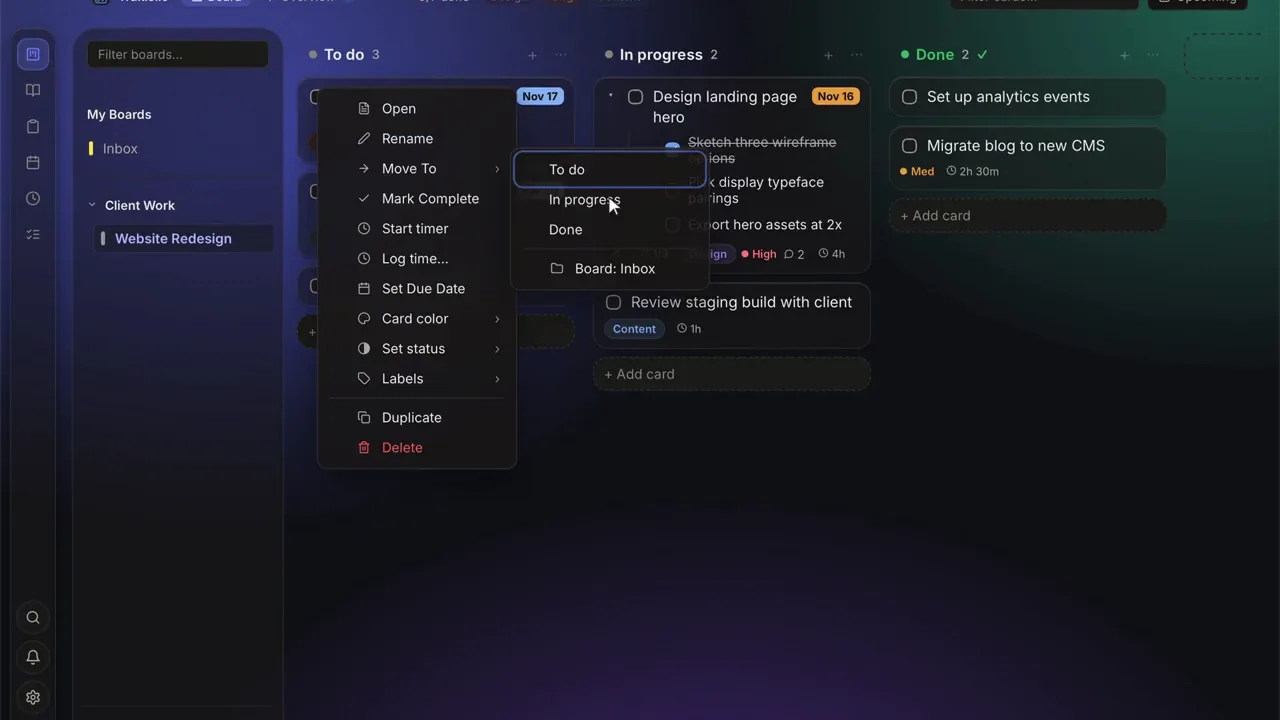 Filter boards...
My Boards
Inbox
Client Work
Website Redesign
To do 3
Nov 17
Open
Rename
Move To
Mark Complete
Start timer
Log time...
Set Due Date
Card color
Set status
Labels
Duplicate
Delete
To do
In progress
Done
Board: Inbox
In progress 2
Design landing page
hero
Nov 16
Sketch three wireframe
options
Pick display typeface
pairings
Export hero assets at 2x
High 2 4h
Review staging build with client
Content 1h
+ Add card
Done 2
Set up analytics events
Migrate blog to new CMS
Med 2h 30m
+ Add card